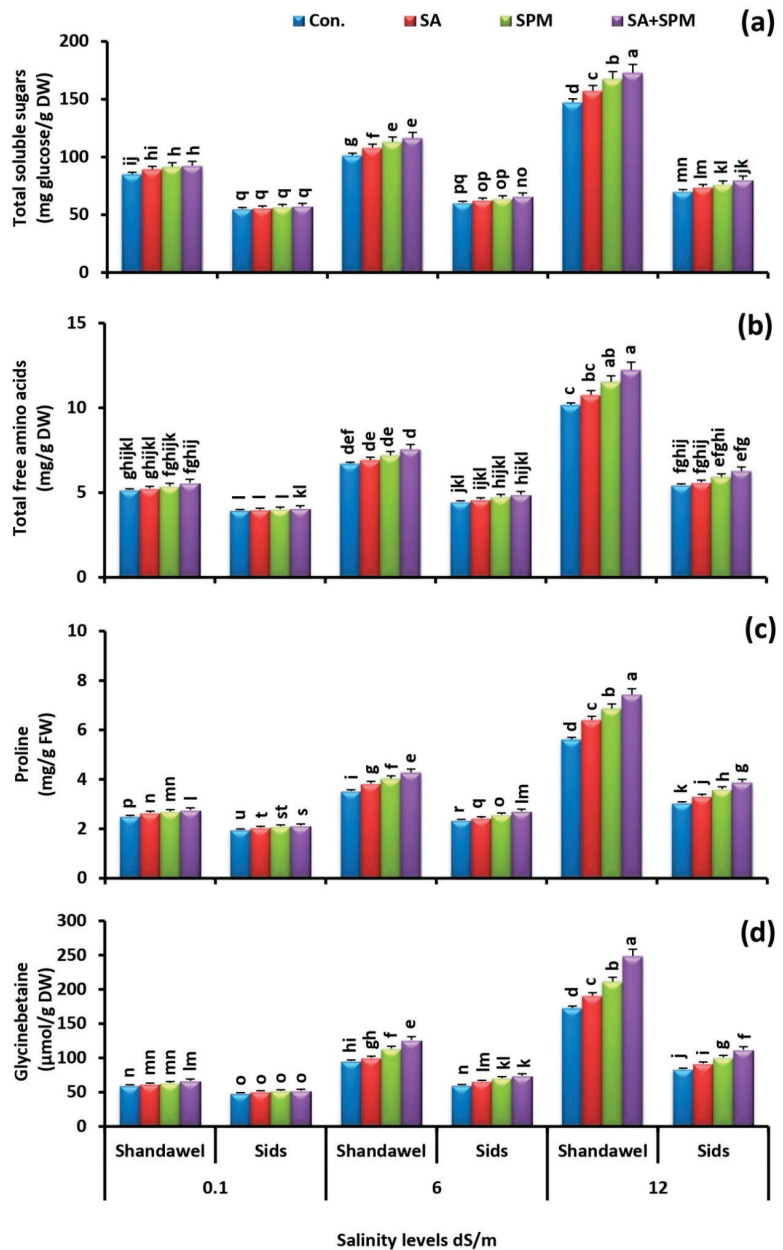 Con. SA SPM SA+SPM
(a)
Total soluble sugars
(mg glucose/g DW)
200
150
100
50
0
ij hi h h q q q q g f e e pq op op no d c b a mn lm kl jk
(b)
Total free amino acids
(mg/g DW)
15
10
5
0
ghijkl ghijkl fghijk fghij l l l kl def de de d jkl ijkl hijkl hijkl c bc ab a fghij fghij efghi efg
(c)
Proline
(mg/g FW)
10
8
6
4
2
0
p n mn l u t st s i g f e r q o lm d c b a k j h g
(d)
Glycinebetaine
(µmol/g DW)
300
250
200
150
100
50
0
n mn mn lm o o o o hi gh f e n lm kl k d c b a j i g f
Shandawel Sids Shandawel Sids Shandawel Sids
0.1 6 12
Salinity levels dS/m